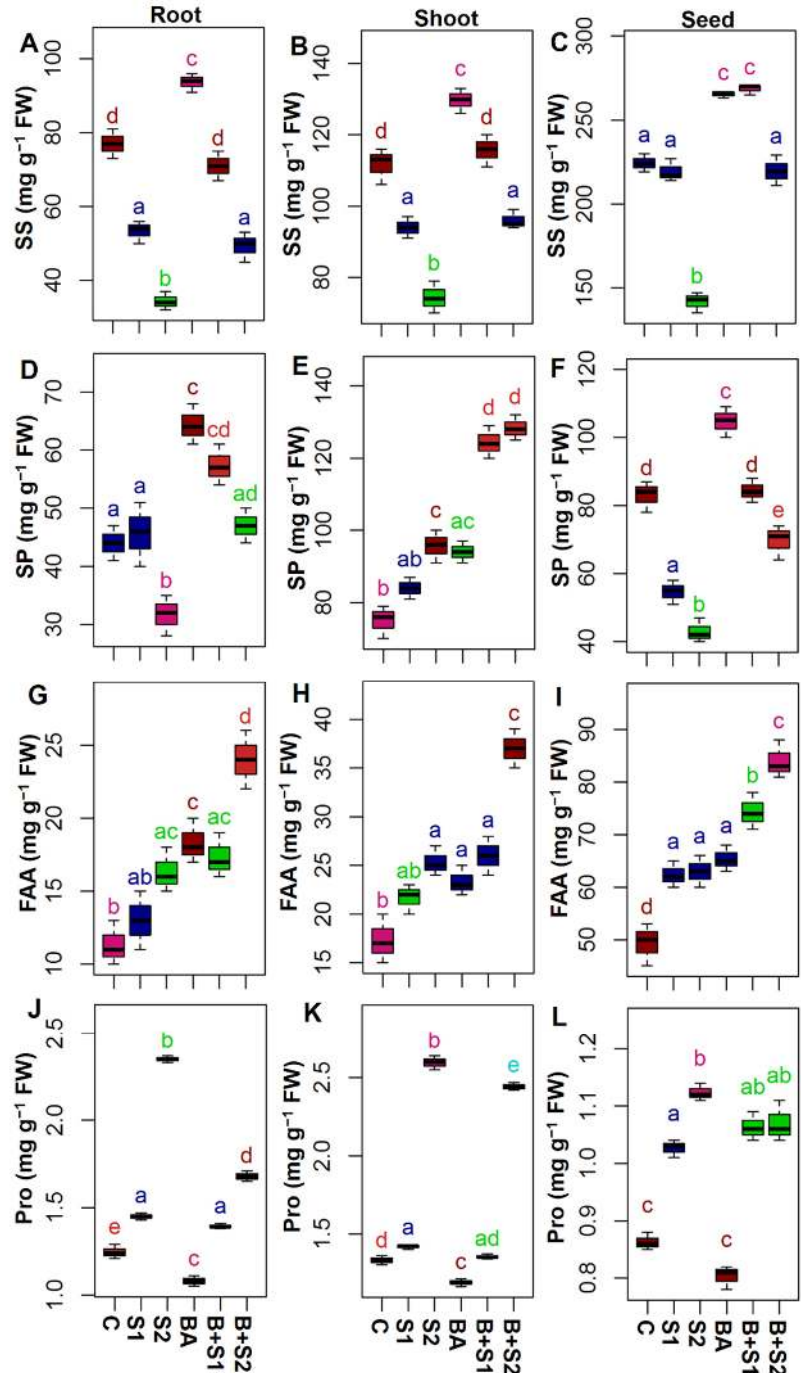 Root Shoot Seed
A
SS (mg g⁻¹ FW)
40 60 80 100
d a b c d a
B
SS (mg g⁻¹ FW)
80 100 120 140
d a b c d a
C
SS (mg g⁻¹ FW)
150 200 250 300
a a b c c a
D
SP (mg g⁻¹ FW)
30 40 50 60 70
a a b c cd ad
E
SP (mg g⁻¹ FW)
80 100 120 140
b ab c ac d d
F
SP (mg g⁻¹ FW)
40 60 80 100 120
d a b c d e
G
FAA (mg g⁻¹ FW)
10 15 20 25
b ab ac c ac d
H
FAA (mg g⁻¹ FW)
15 20 25 30 35 40
b ab a a a c
I
FAA (mg g⁻¹ FW)
50 60 70 80 90
d a a a b c
J
Pro (mg g⁻¹ FW)
1.0 1.5 2.0 2.5
e a b c a d
K
Pro (mg g⁻¹ FW)
1.5 2.0 2.5
d a b c ad e
L
Pro (mg g⁻¹ FW)
0.8 0.9 1.0 1.1 1.2
c a b c ab ab
C S1 S2 BA B+S1 B+S2
C S1 S2 BA B+S1 B+S2
C S1 S2 BA B+S1 B+S2